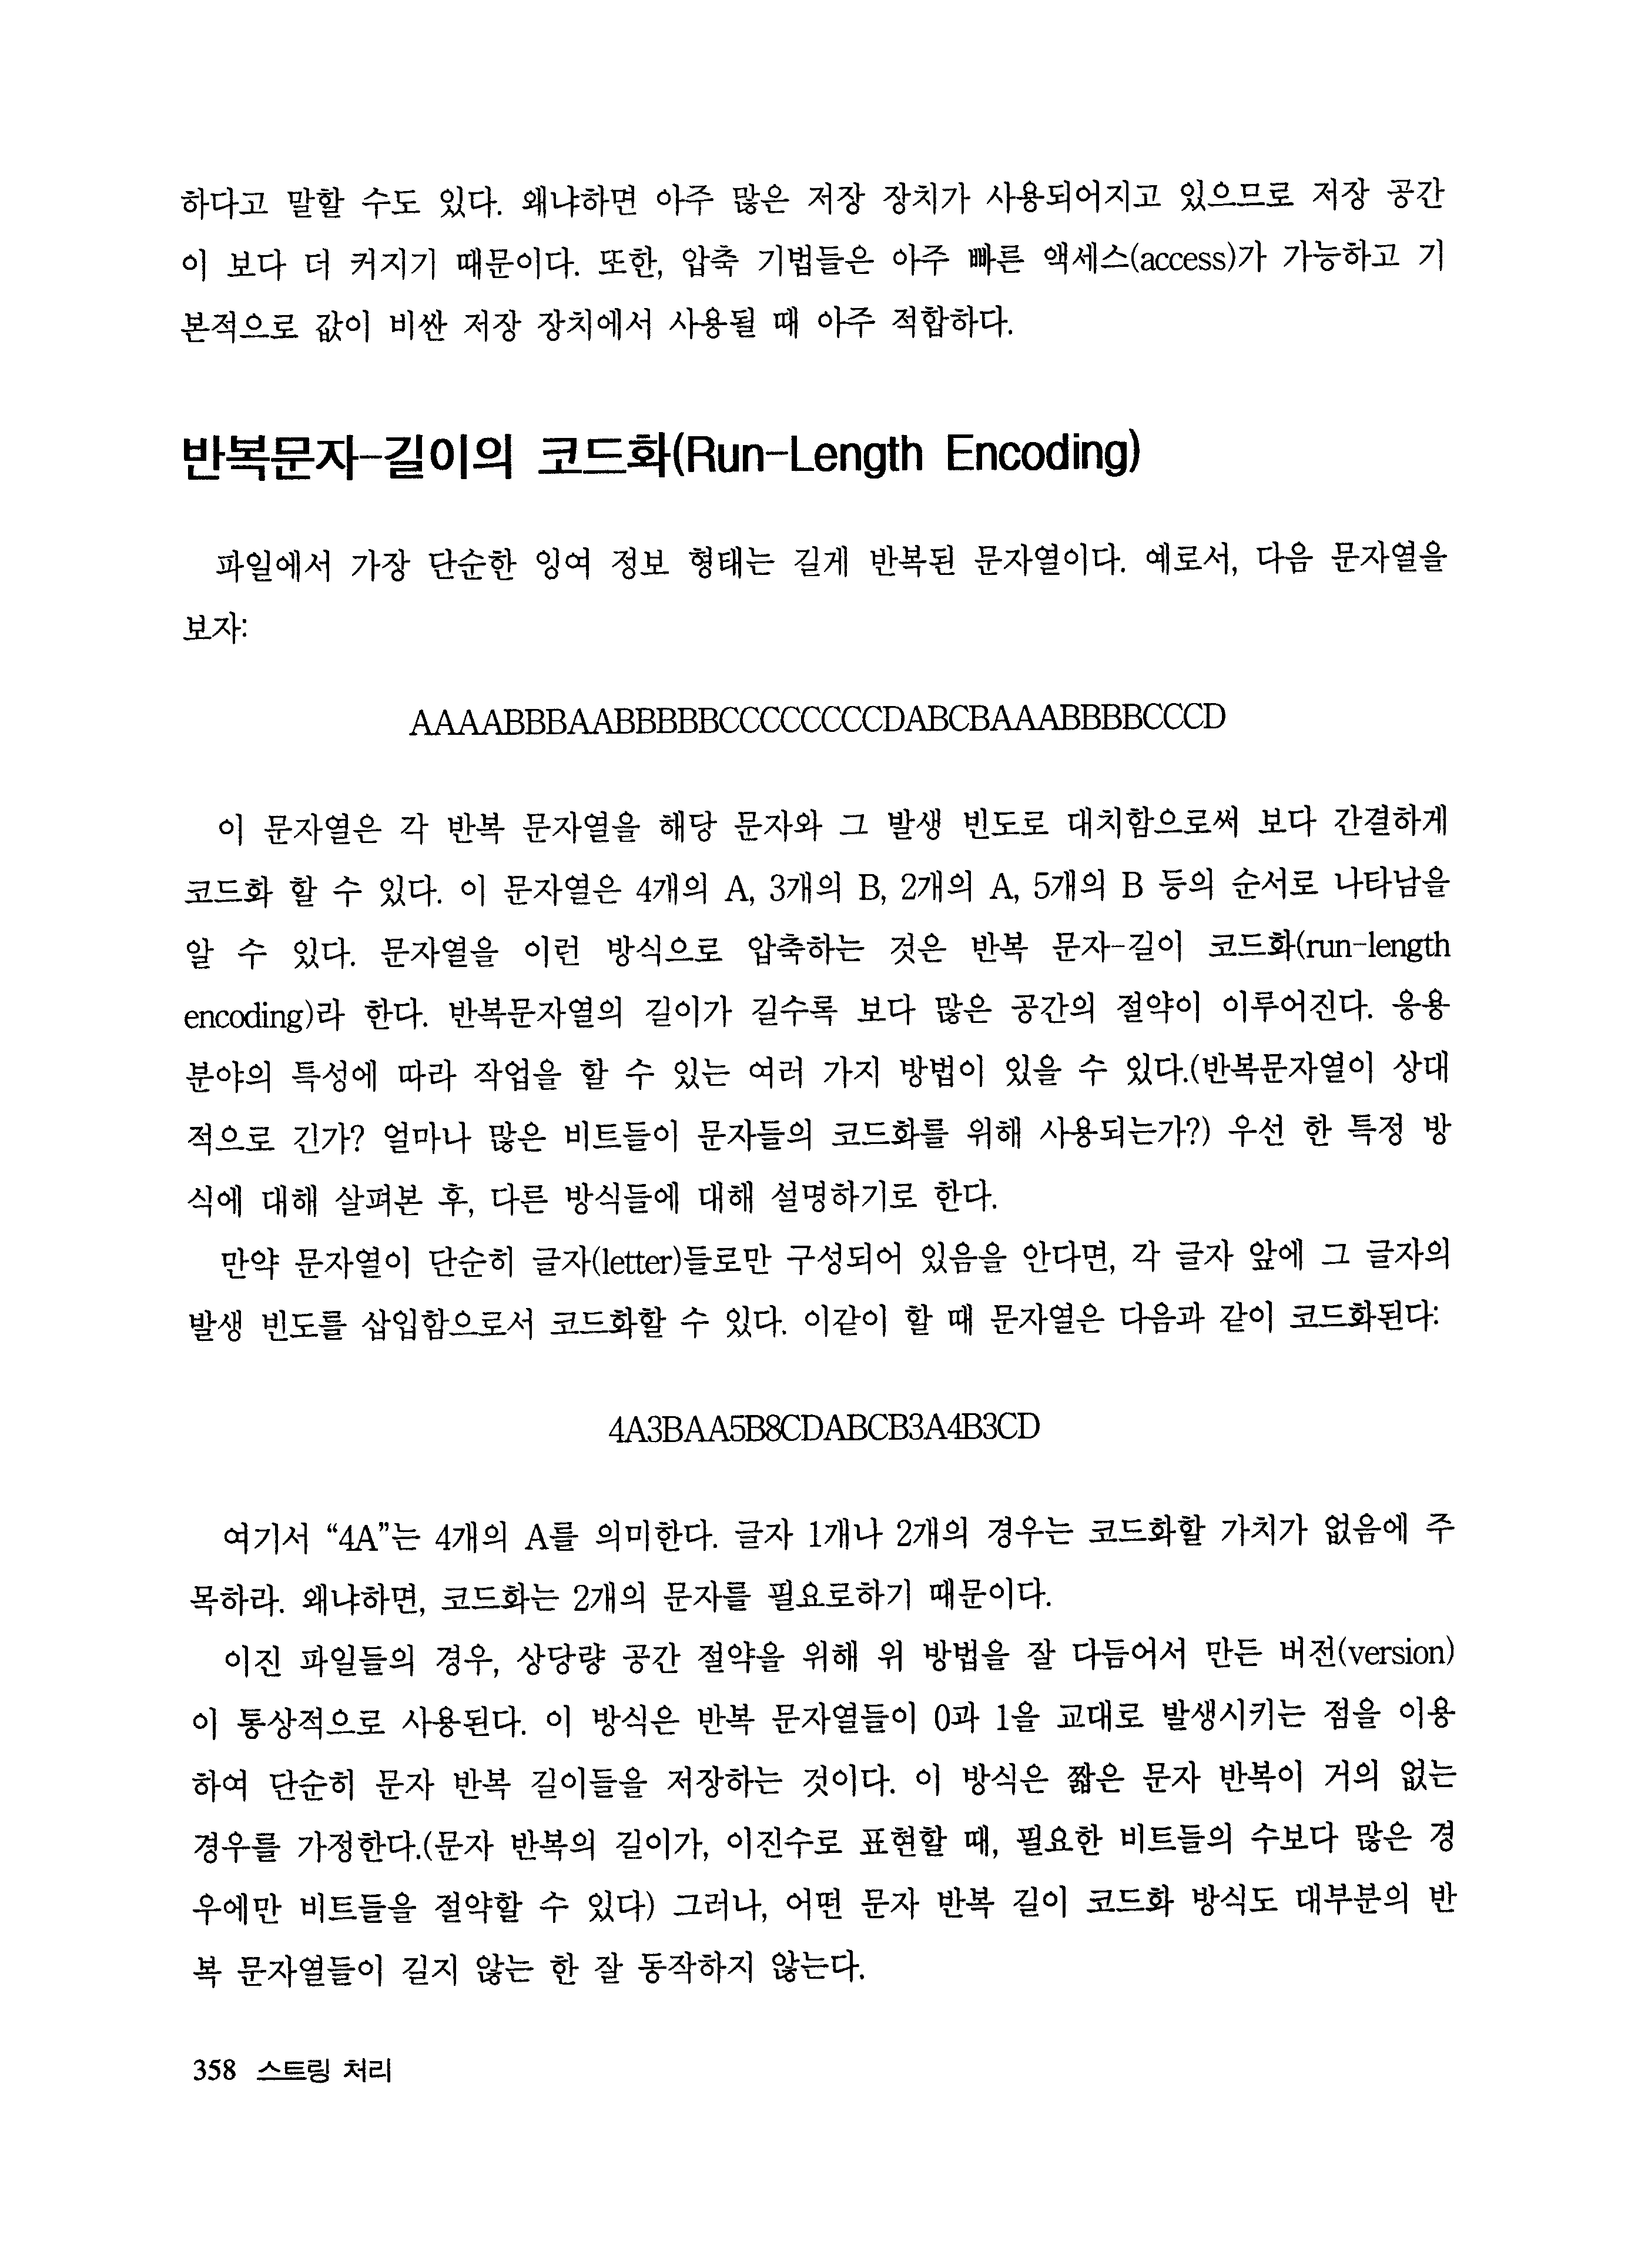 하다고 말할 수도 있다. 왜냐하면 아주 많은 저장 장치가 사용되어지고 있으므로 저장 공간
이 보다 더 커지기 때문이다. 또한, 압축 기법들은 아주 빠른 액세스(access)가 가능하고 기
본적으로 값이 비싼 저장 장치에서 사용될 때 아주 적합하다.
반복문자-길이의 코드화(Run-Length Encoding)
파일에서 가장 단순한 잉여 정보 형태는 길게 반복된 문자열이다. 예로서, 다음 문자열을
보자:
AAAABBBAABBBBBCCCCCCCCDABCBAAABBBBCCCD
이 문자열은 각 반복 문자열을 해당 문자와 그 발생 빈도로 대치함으로써 보다 간결하게
코드화 할 수 있다. 이 문자열은 4개의 A, 3개의 B, 2개의 A, 5개의 B 등의 순서로 나타남을
알 수 있다. 문자열을 이런 방식으로 압축하는 것은 반복 문자-길이 코드화(run-length
encoding)라 한다. 반복문자열의 길이가 길수록 보다 많은 공간의 절약이 이루어진다. 응용
분야의 특성에 따라 작업을 할 수 있는 여러 가지 방법이 있을 수 있다.(반복문자열이 상대
적으로 긴가? 얼마나 많은 비트들이 문자들의 코드화를 위해 사용되는가?) 우선 한 특정 방
식에 대해 살펴본 후, 다른 방식들에 대해 설명하기로 한다.
만약 문자열이 단순히 글자(letter)들로만 구성되어 있음을 안다면, 각 글자 앞에 그 글자의
발생 빈도를 삽입함으로서 코드화할 수 있다. 이같이 할 때 문자열은 다음과 같이 코드화된다:
4A3BAA5B8CDABCB3A4B3CD
여기서 “4A”는 4개의 A를 의미한다. 글자 1개나 2개의 경우는 코드화할 가치가 없음에 주
목하라. 왜냐하면, 코드화는 2개의 문자를 필요로하기 때문이다.
이진 파일들의 경우, 상당량 공간 절약을 위해 위 방법을 잘 다듬어서 만든 버전(version)
이 통상적으로 사용된다. 이 방식은 반복 문자열들이 0과 1을 교대로 발생시키는 점을 이용
하여 단순히 문자 반복 길이들을 저장하는 것이다. 이 방식은 짧은 문자 반복이 거의 없는
경우를 가정한다.(문자 반복의 길이가, 이진수로 표현할 때, 필요한 비트들의 수보다 많은 경
우에만 비트들을 절약할 수 있다) 그러나, 어떤 문자 반복 길이 코드화 방식도 대부분의 반
복 문자열들이 길지 않는 한 잘 동작하지 않는다.
358 스트링 처리